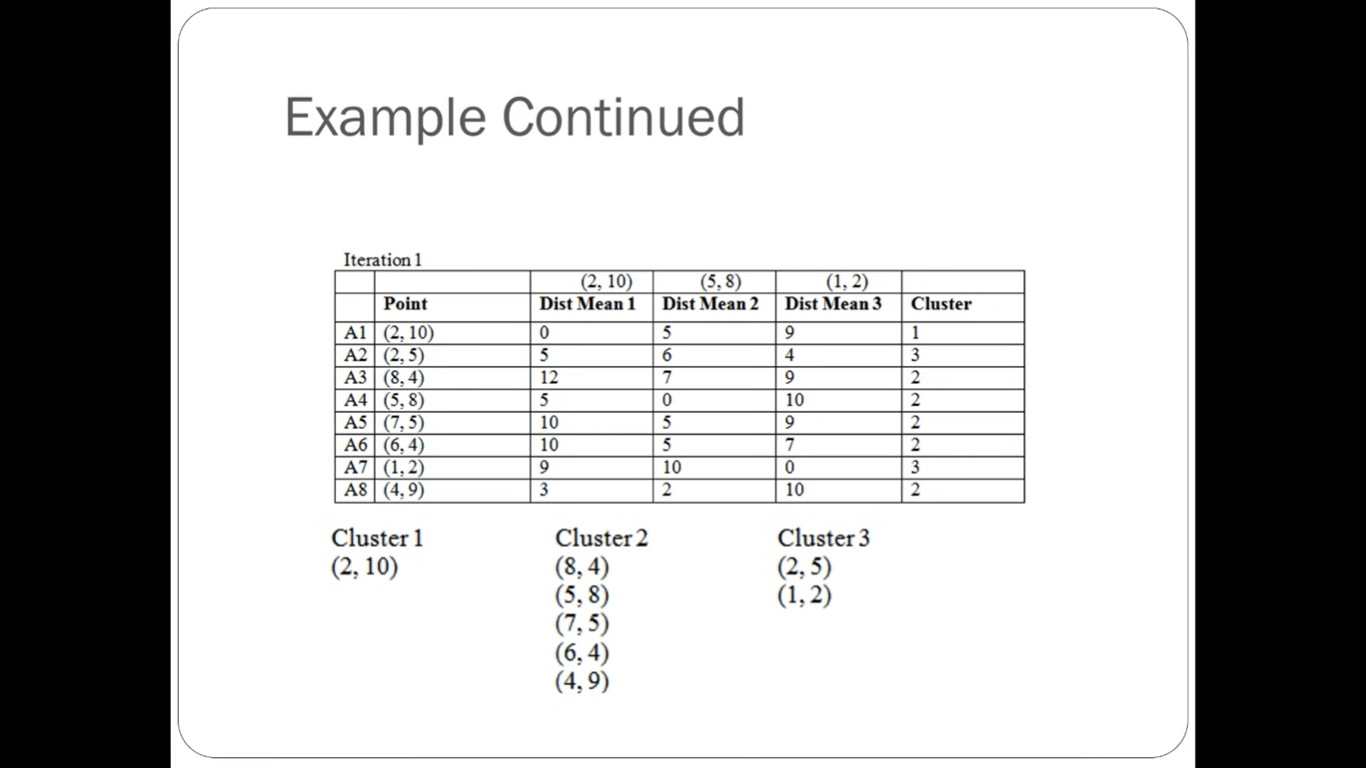 Example Continued
Iteration 1
(2, 10) (5, 8) (1, 2)
Point Dist Mean 1 Dist Mean 2 Dist Mean 3 Cluster
A1 (2, 10) 0 5 9 1
A2 (2, 5) 5 6 4 3
A3 (8, 4) 12 7 9 2
A4 (5, 8) 5 0 10 2
A5 (7, 5) 10 5 9 2
A6 (6, 4) 10 5 7 2
A7 (1, 2) 9 10 0 3
A8 (4, 9) 3 2 10 2
Cluster 1 Cluster 2 Cluster 3
(2, 10) (8, 4) (2, 5)
(5, 8) (1, 2)
(7, 5)
(6, 4)
(4, 9)